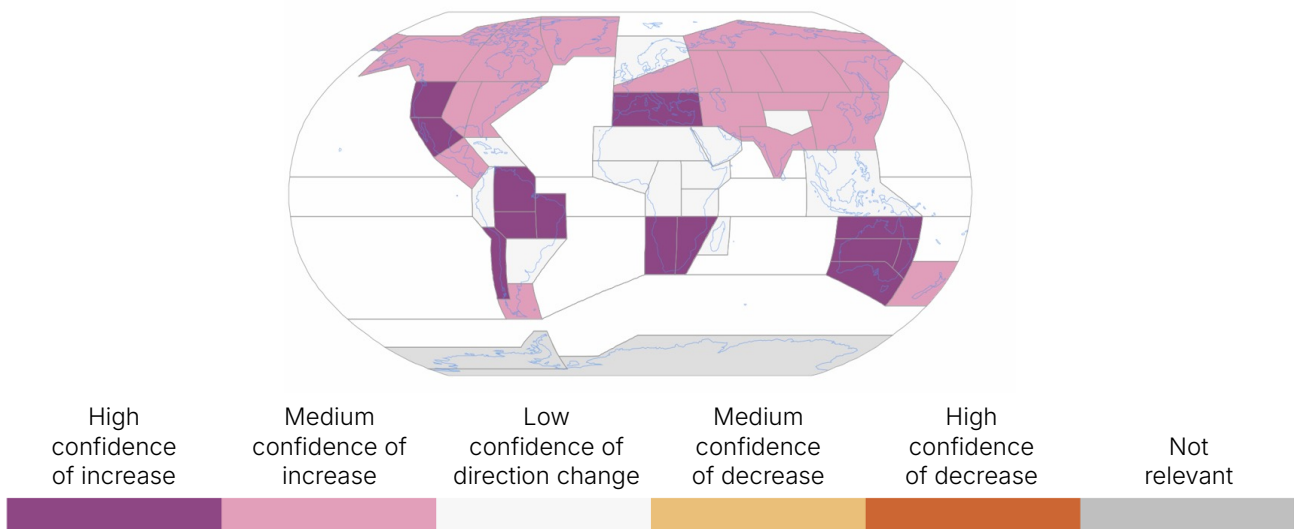 High
confidence
of increase
Medium
confidence of
increase
Low
confidence of
direction change
Medium
confidence
of decrease
High
confidence
of decrease
Not
relevant